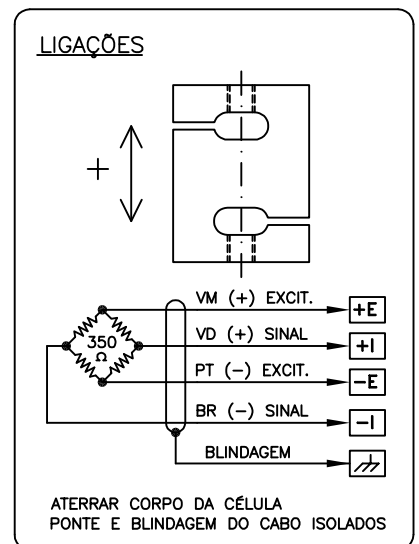 LIGAÇÕES
+
350
Ω
VM (+) EXCIT.
+E
VD (+) SINAL
+I
PT (-) EXCIT.
-E
BR (-) SINAL
-I
BLINDAGEM
ATERRAR CORPO DA CÉLULA
PONTE E BLINDAGEM DO CABO ISOLADOS